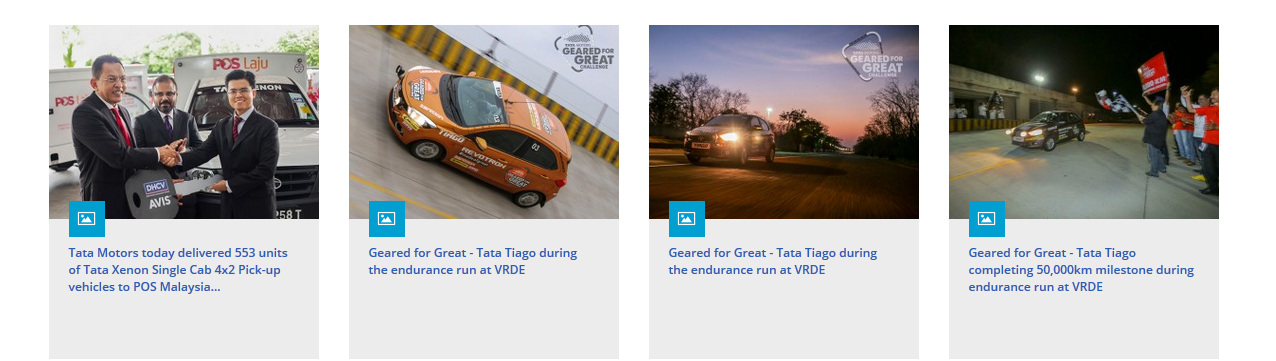 POS Laju
TATA XENON
POS
DHCV
AVIS
258 T
Tata Motors today delivered 553 units
of Tata Xenon Single Cab 4x2 Pick-up
vehicles to POS Malaysia...
TATA MOTORS
GEARED FOR
GREAT
CHALLENGE
TIAGO
REVOTRON
03
Geared for Great - Tata Tiago during
the endurance run at VRDE
GEARED FOR
GREAT
CHALLENGE
Geared for Great - Tata Tiago during
the endurance run at VRDE
Geared for Great - Tata Tiago
completing 50,000km milestone during
endurance run at VRDE